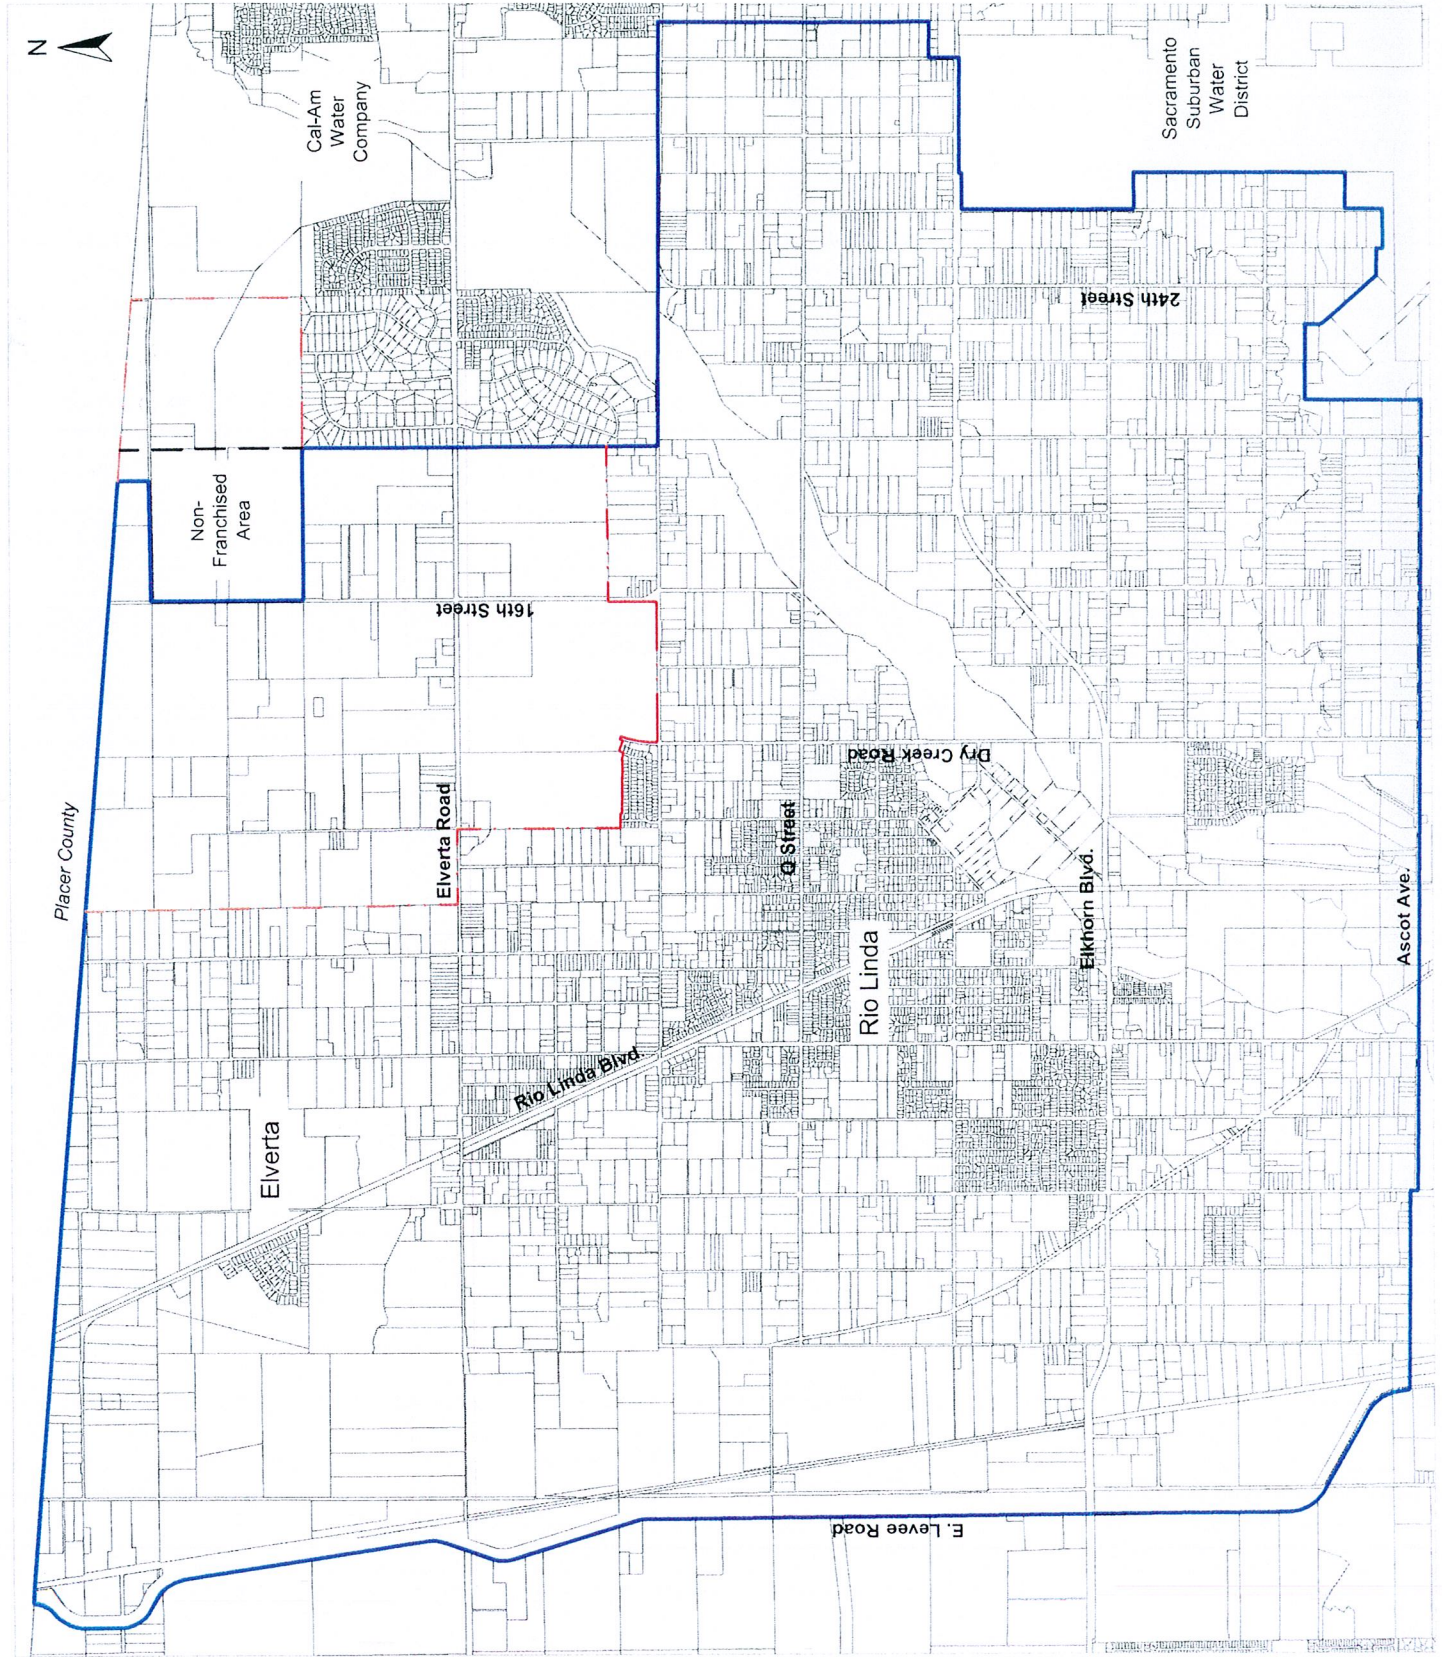 N
Cal-Am
Water
Company
Sacramento
Suburban
Water
District
24th Street
Non-
Franchised
Area
16th Street
Placer County
Elverta Road
Dry Creek Road
Q Street
Elkhorn Blvd.
Ascot Ave.
Rio Linda
Rio Linda Blvd.
Elverta
E. Levee Road